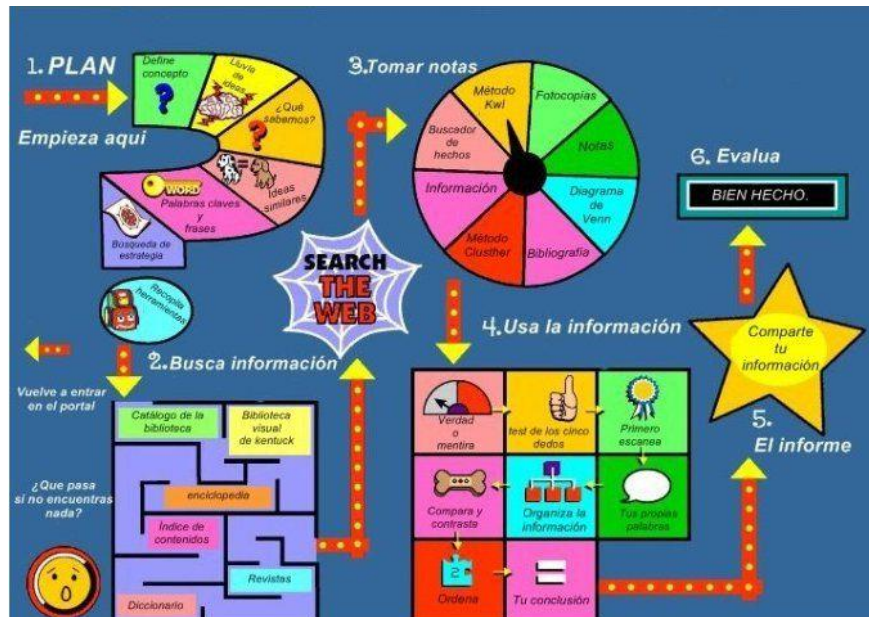 1. PLAN
Empieza aqui
Define
concepto
Lluvia
de
ideas
¿Qué
sabemos?
Ideas
similares
WORD
Palabras claves
y
frases
Búsqueda de
estrategia
Recopila
herramientas
2. Busca información
Vuelve a entrar
en el portal
¿Que pasa
si no encuentras
nada?
Catálogo de la
biblioteca
Biblioteca
visual
de kentuck
enciclopedia
Índice de
contenidos
Revistas
Diccionario
SEARCH
THE
WEB
3. Tomar notas
Método
Kwl
Fotocopias
Notas
Diagrama
de
Venn
Bibliografía
Método
Clusther
Información
Buscador
de
hechos
4. Usa la información
Verdad
o
mentira
test de los cinco
dedos
Primero
escanea
Tus propias
palabras
Organiza la
información
Compara y
contrasta
2
Ordena
Tu conclusión
5.
El informe
Comparte
tu
información
6. Evalua
BIEN HECHO.